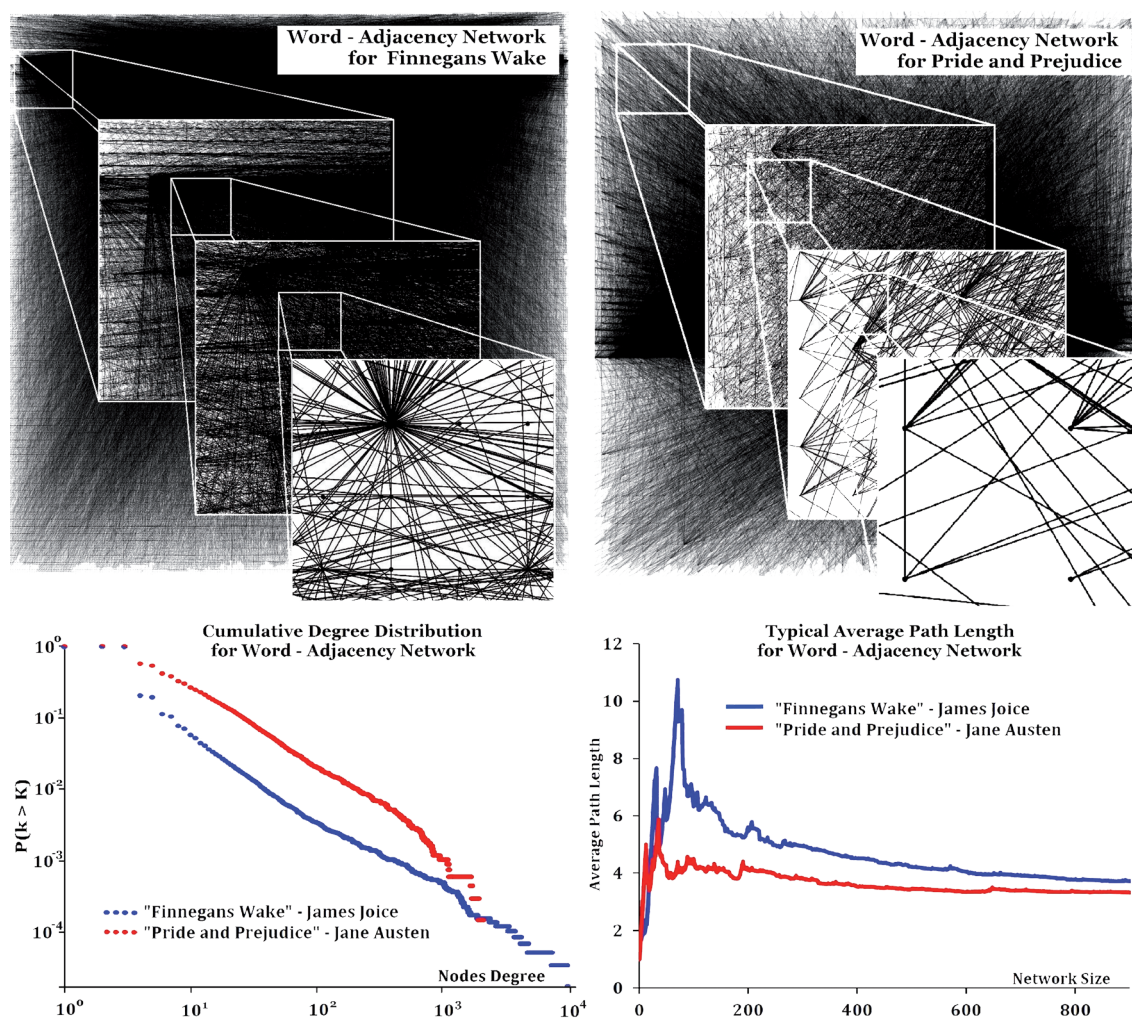 Word - Adjacency Network
for Finnegans Wake
Word - Adjacency Network
for Pride and Prejudice
Cumulative Degree Distribution
for Word - Adjacency Network
P(k > K)
10⁰
10⁻¹
10⁻²
10⁻³
10⁻⁴
"Finnegans Wake" - James Joice
"Pride and Prejudice" - Jane Austen
Nodes Degree
10⁰
10¹
10²
10³
10⁴
Typical Average Path Length
for Word - Adjacency Network
Average Path Length
12
10
8
6
4
2
0
"Finnegans Wake" - James Joice
"Pride and Prejudice" - Jane Austen
Network Size
0
200
400
600
800